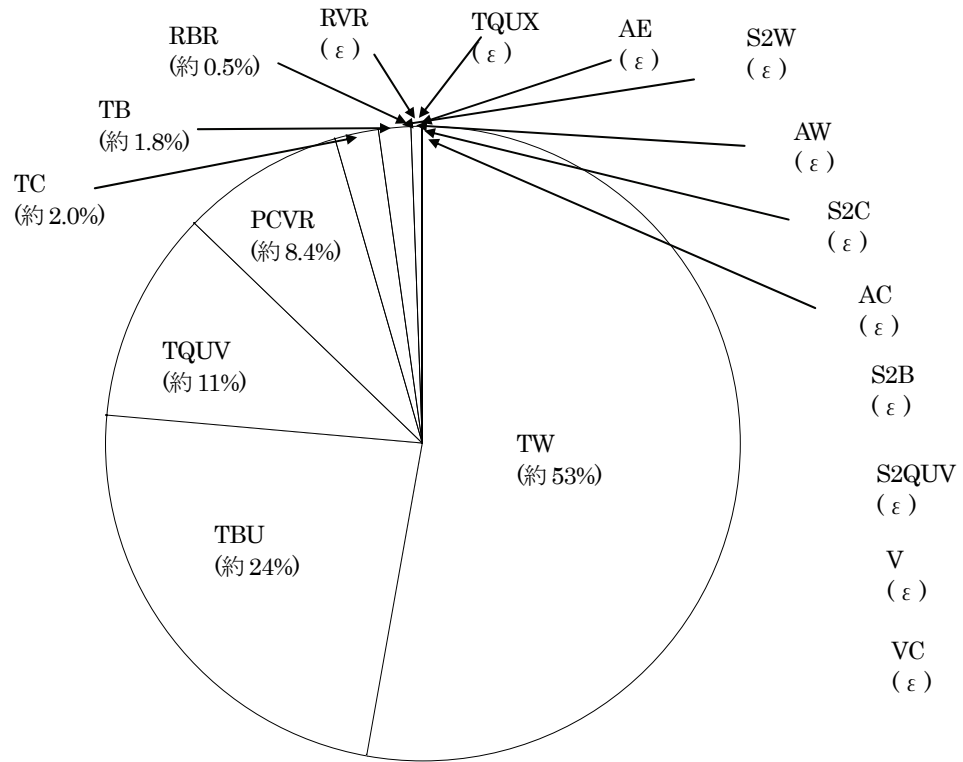 RVR
( ε )
TQUX
( ε )
AE
( ε )
S2W
( ε )
RBR
(約 0.5%)
TB
(約 1.8%)
AW
( ε )
TC
(約 2.0%)
S2C
( ε )
PCVR
(約 8.4%)
AC
( ε )
TQUV
(約 11%)
S2B
( ε )
TW
(約 53%)
S2QUV
( ε )
TBU
(約 24%)
V
( ε )
VC
( ε )